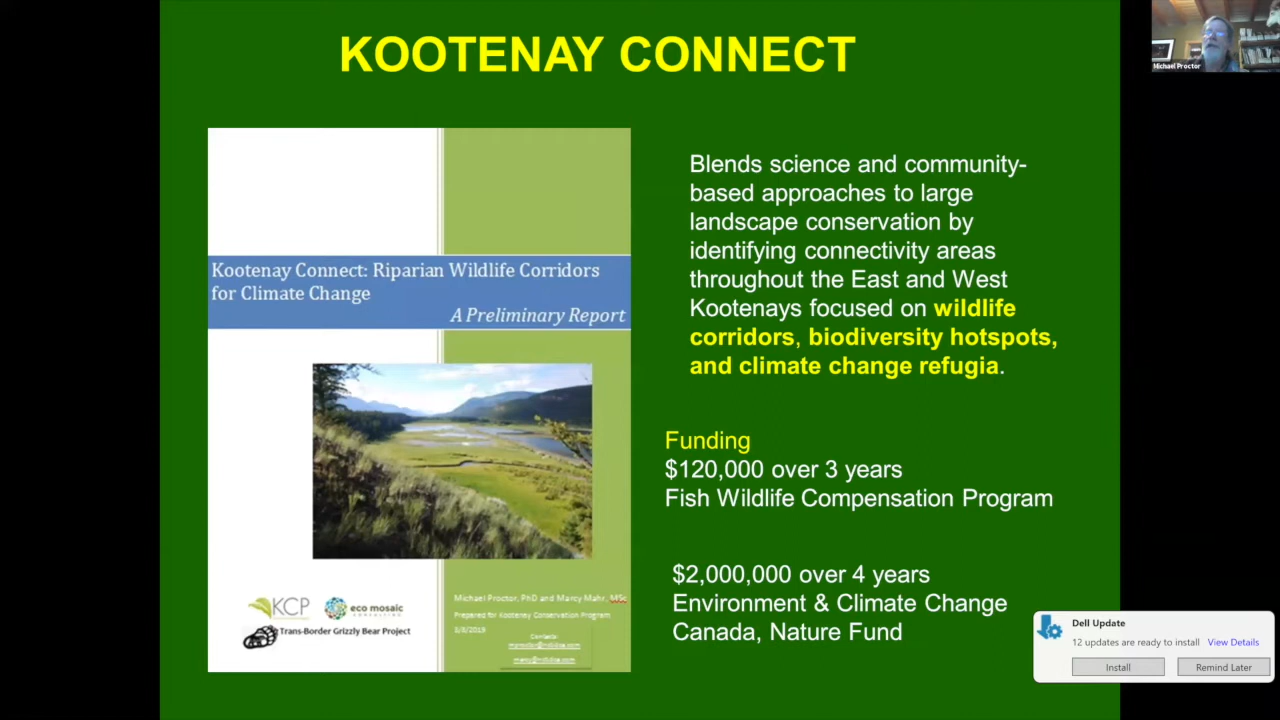 KOOTENAY CONNECT
Michael Proctor
Kootenay Connect: Riparian Wildlife Corridors
for Climate Change
A Preliminary Report
KCP
eco mosaic
Trans-Border Grizzly Bear Project
Michael Proctor, PhD and Marcy Mahr, MSc
Prepared for Kootenay Conservation Program
Blends science and community-
based approaches to large
landscape conservation by
identifying connectivity areas
throughout the East and West
Kootenays focused on wildlife
corridors, biodiversity hotspots,
and climate change refugia.
Funding
$120,000 over 3 years
Fish Wildlife Compensation Program
$2,000,000 over 4 years
Environment & Climate Change
Canada, Nature Fund
Dell Update
12 updates are ready to install View Details
Install Remind Later